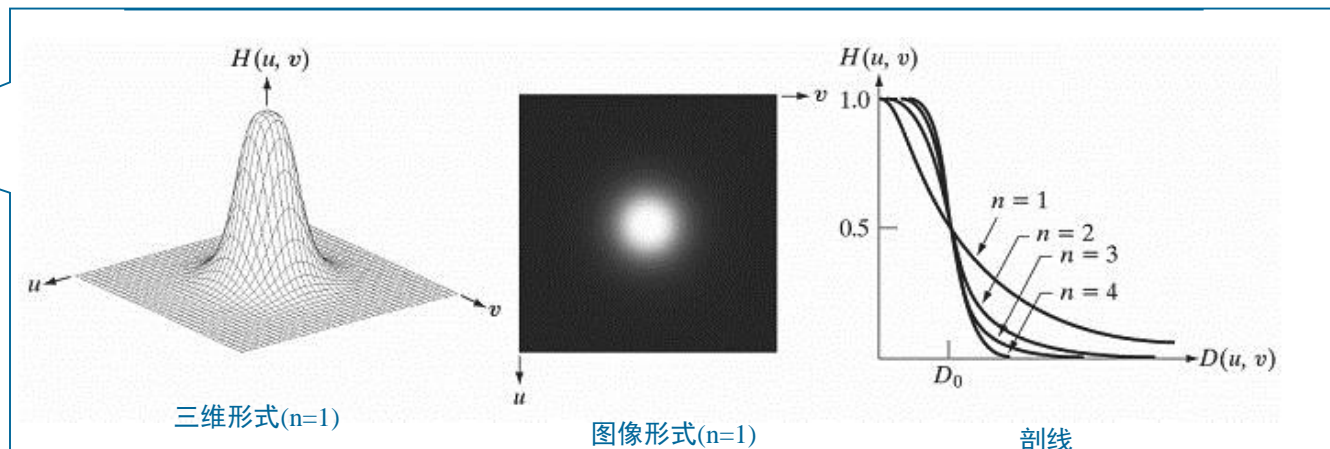 H(u, v)
u
v
三维形式(n=1)
v
u
图像形式(n=1)
H(u, v)
1.0
0.5
n = 1
n = 2
n = 3
n = 4
D₀
D(u, v)
剖线